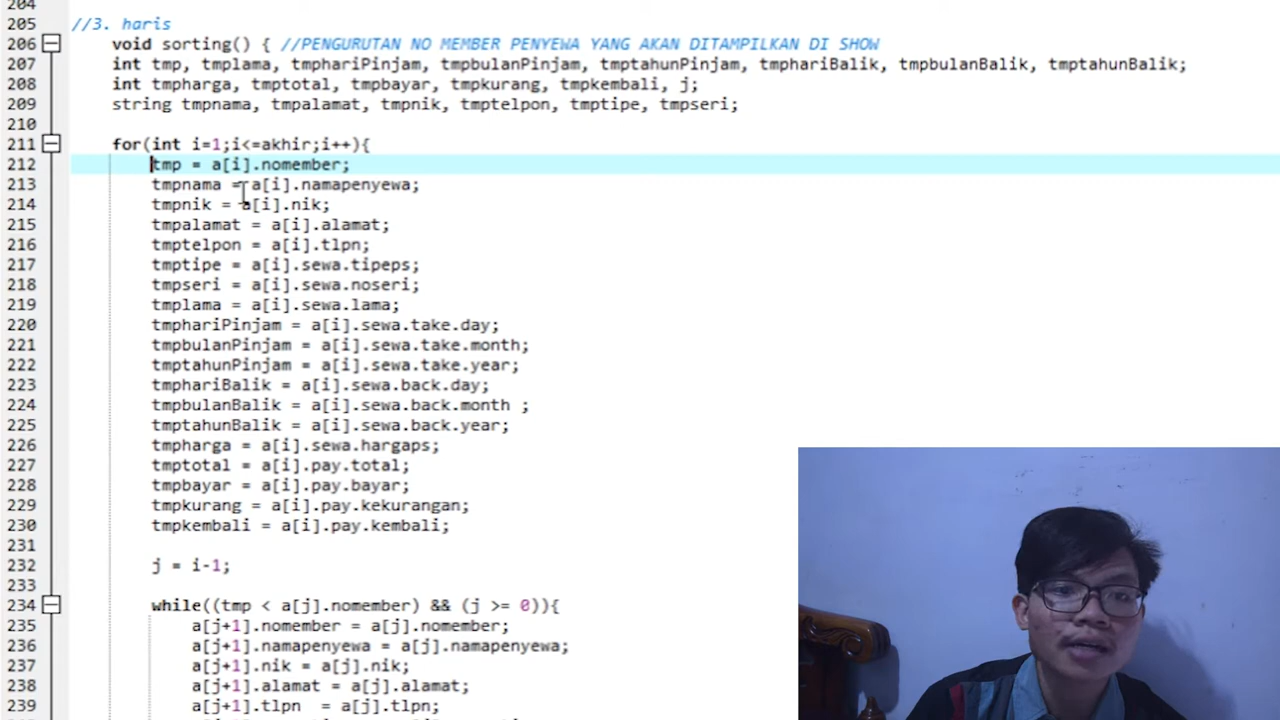 204
205 //3. haris
206 void sorting() { //PENGURUTAN NO MEMBER PENYEWA YANG AKAN DITAMPILKAN DI SHOW
207 int tmp, tmplama, tmphariPinjam, tmpbulanPinjam, tmptahunPinjam, tmphariBalik, tmpbulanBalik, tmptahunBalik;
208 int tmpharga, tmptotal, tmpbayar, tmpkurang, tmpkembali, j;
209 string tmpnama, tmpalamat, tmpnik, tmptelpon, tmptipe, tmpseri;
210
211 for(int i=1;i<=akhir;i++){
212 tmp = a[i].nomember;
213 tmpnama = a[i].namapenyewa;
214 tmpnik = a[i].nik;
215 tmpalamat = a[i].alamat;
216 tmptelpon = a[i].tlpn;
217 tmptipe = a[i].sewa.tipeps;
218 tmpseri = a[i].sewa.noseri;
219 tmplama = a[i].sewa.lama;
220 tmphariPinjam = a[i].sewa.take.day;
221 tmpbulanPinjam = a[i].sewa.take.month;
222 tmptahunPinjam = a[i].sewa.take.year;
223 tmphariBalik = a[i].sewa.back.day;
224 tmpbulanBalik = a[i].sewa.back.month ;
225 tmptahunBalik = a[i].sewa.back.year;
226 tmpharga = a[i].sewa.hargaps;
227 tmptotal = a[i].pay.total;
228 tmpbayar = a[i].pay.bayar;
229 tmpkurang = a[i].pay.kekurangan;
230 tmpkembali = a[i].pay.kembali;
231
232 j = i-1;
233
234 while((tmp < a[j].nomember) && (j >= 0)){
235 a[j+1].nomember = a[j].nomember;
236 a[j+1].namapenyewa = a[j].namapenyewa;
237 a[j+1].nik = a[j].nik;
238 a[j+1].alamat = a[j].alamat;
239 a[j+1].tlpn = a[j].tlpn;